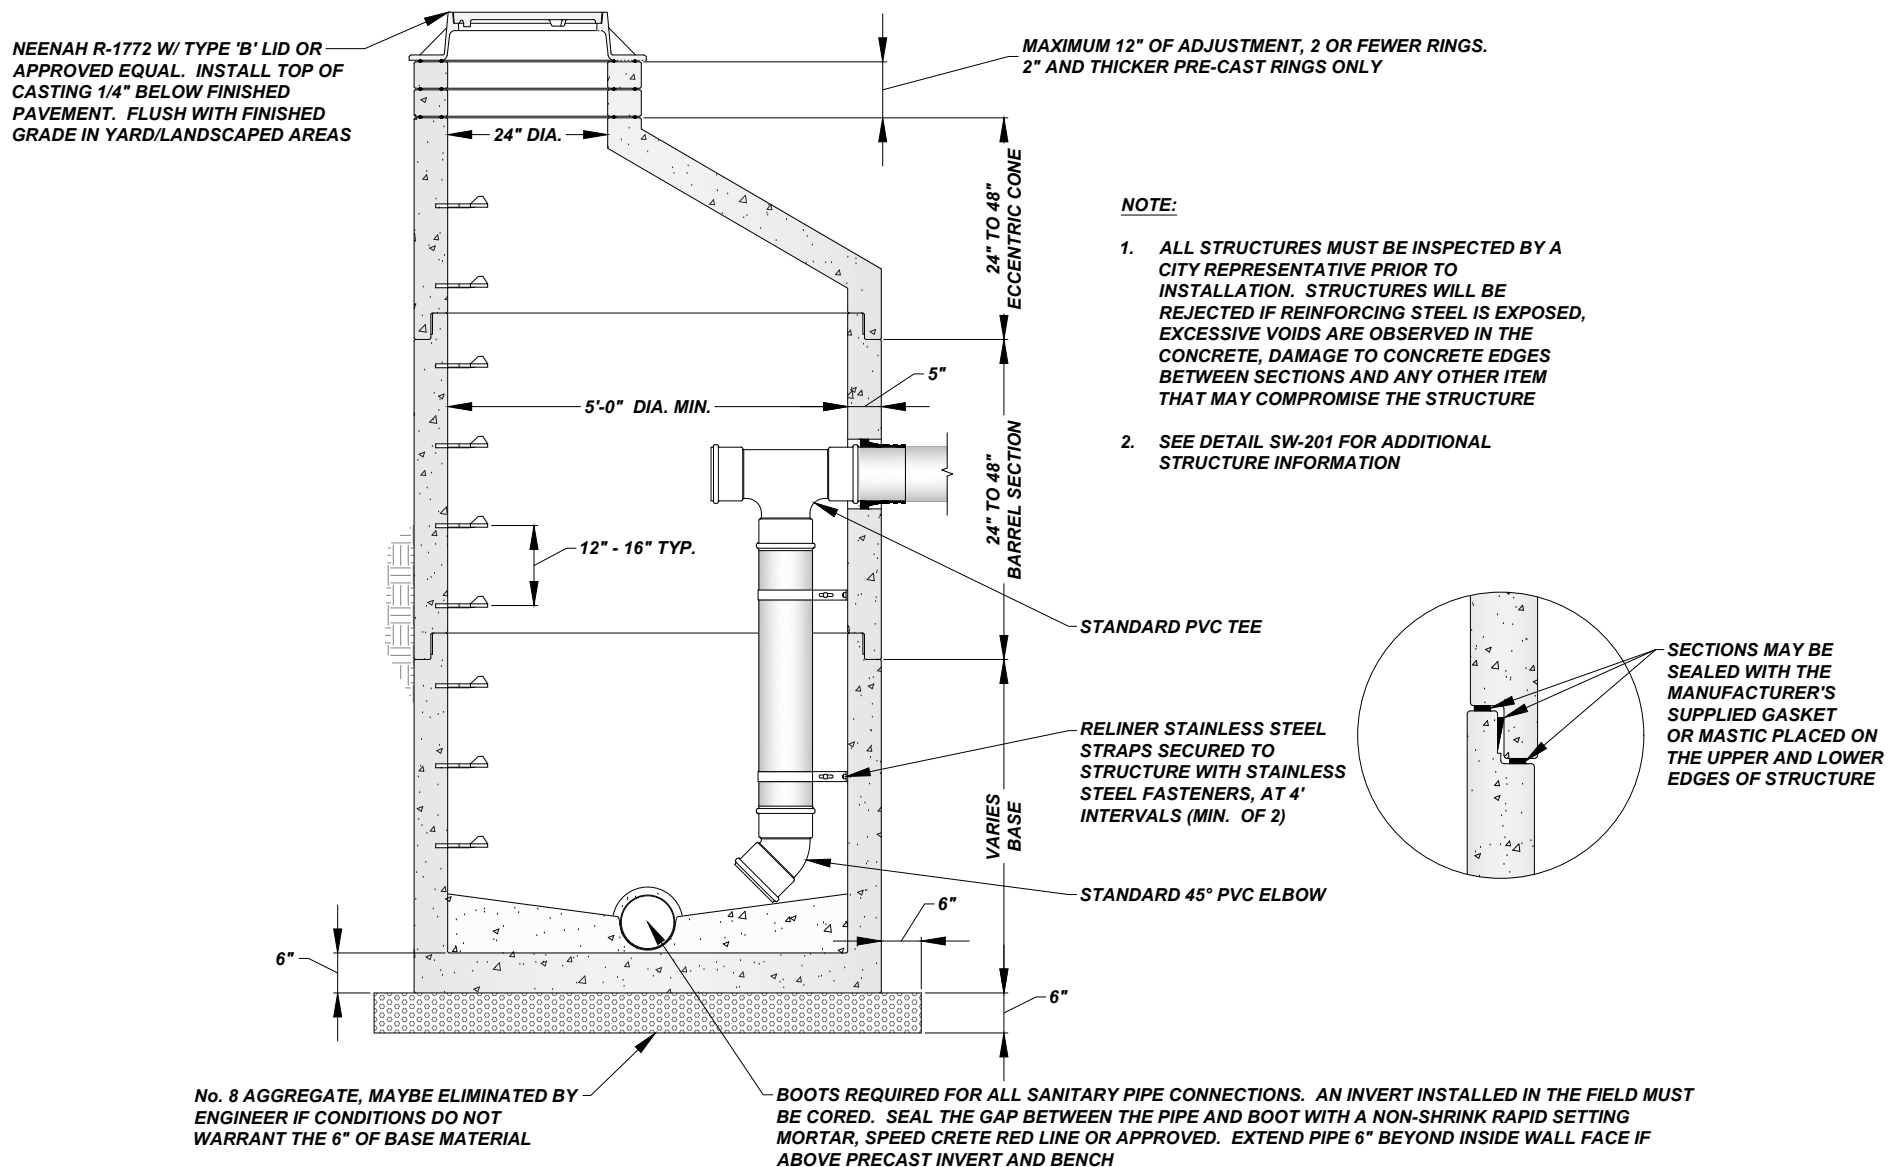 NEENAH R-1772 W/ TYPE 'B' LID OR
APPROVED EQUAL. INSTALL TOP OF
CASTING 1/4" BELOW FINISHED
PAVEMENT. FLUSH WITH FINISHED
GRADE IN YARD/LANDSCAPED AREAS
MAXIMUM 12" OF ADJUSTMENT, 2 OR FEWER RINGS.
2" AND THICKER PRE-CAST RINGS ONLY
24" DIA.
24" TO 48"
ECCENTRIC CONE
NOTE:
1. ALL STRUCTURES MUST BE INSPECTED BY A
CITY REPRESENTATIVE PRIOR TO
INSTALLATION. STRUCTURES WILL BE
REJECTED IF REINFORCING STEEL IS EXPOSED,
EXCESSIVE VOIDS ARE OBSERVED IN THE
CONCRETE, DAMAGE TO CONCRETE EDGES
BETWEEN SECTIONS AND ANY OTHER ITEM
THAT MAY COMPROMISE THE STRUCTURE
2. SEE DETAIL SW-201 FOR ADDITIONAL
STRUCTURE INFORMATION
5"
5'-0" DIA. MIN.
24" TO 48"
BARREL SECTION
12" - 16" TYP.
STANDARD PVC TEE
SECTIONS MAY BE
SEALED WITH THE
MANUFACTURER'S
SUPPLIED GASKET
OR MASTIC PLACED ON
THE UPPER AND LOWER
EDGES OF STRUCTURE
RELINER STAINLESS STEEL
STRAPS SECURED TO
STRUCTURE WITH STAINLESS
STEEL FASTENERS, AT 4'
INTERVALS (MIN. OF 2)
VARIES
BASE
STANDARD 45° PVC ELBOW
6"
6"
6"
No. 8 AGGREGATE, MAYBE ELIMINATED BY
ENGINEER IF CONDITIONS DO NOT
WARRANT THE 6" OF BASE MATERIAL
BOOTS REQUIRED FOR ALL SANITARY PIPE CONNECTIONS. AN INVERT INSTALLED IN THE FIELD MUST
BE CORED. SEAL THE GAP BETWEEN THE PIPE AND BOOT WITH A NON-SHRINK RAPID SETTING
MORTAR, SPEED CRETE RED LINE OR APPROVED. EXTEND PIPE 6" BEYOND INSIDE WALL FACE IF
ABOVE PRECAST INVERT AND BENCH